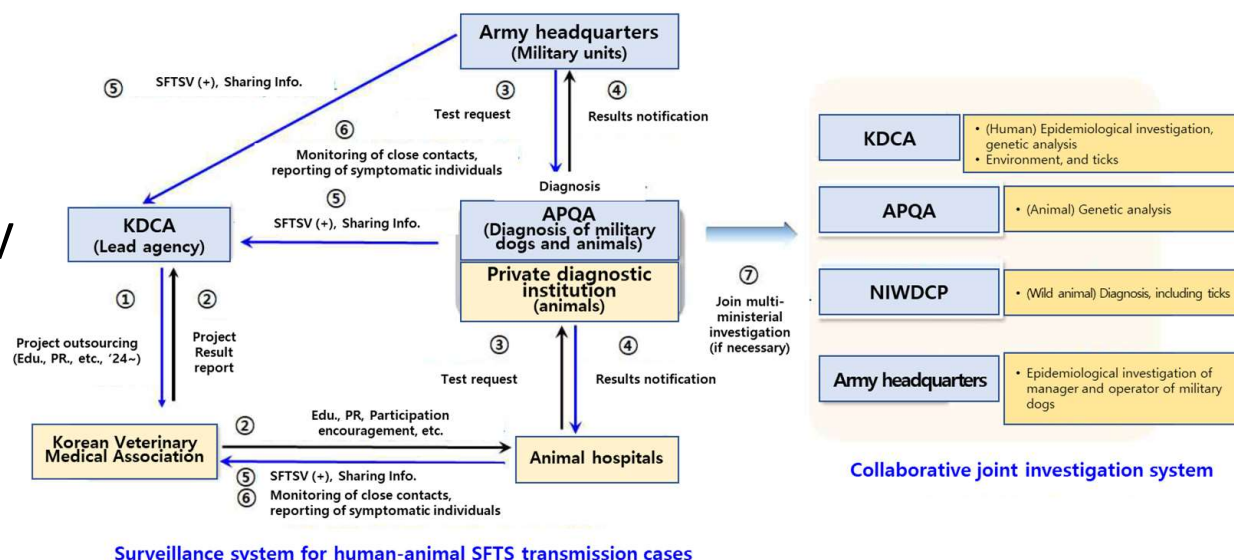 Army headquarters
(Military units)
⑤
SFTSV (+), Sharing Info.
③
Test request
④
Results notification
⑥
Monitoring of close contacts,
reporting of symptomatic individuals
Diagnosis
KDCA
(Lead agency)
⑤
SFTSV (+), Sharing Info.
APQA
(Diagnosis of military
dogs and animals)
Private diagnostic
institution
(animals)
①
Project outsourcing
(Edu., PR., etc., ‘24~)
②
Project
Result
report
③
Test request
④
Results notification
⑦
Join multi-
ministerial
investigation
(if necessary)
Korean Veterinary
Medical Association
②
Edu., PR, Participation
encouragement, etc.
⑤ SFTSV (+), Sharing Info.
⑥ Monitoring of close contacts,
reporting of symptomatic individuals
Animal hospitals
Surveillance system for human-animal SFTS transmission cases
KDCA
• (Human) Epidemiological investigation,
genetic analysis
• Environment, and ticks
APQA
• (Animal) Genetic analysis
NIWDCP
• (Wild animal) Diagnosis, including ticks
Army headquarters
• Epidemiological investigation of
manager and operator of military
dogs
Collaborative joint investigation system